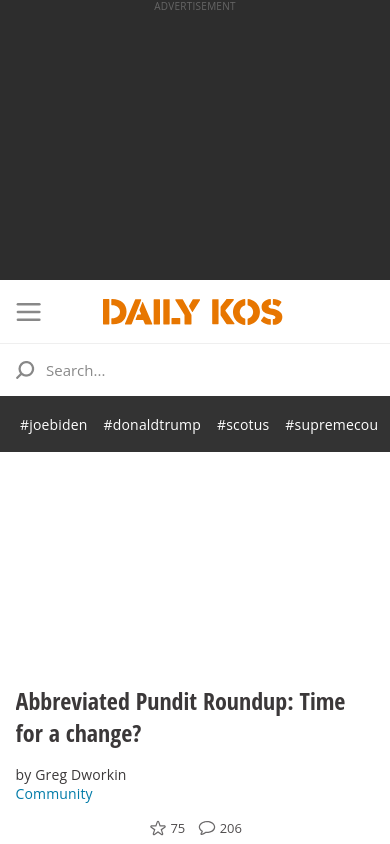 ADVERTISEMENT
DAILY KOS
Search...
#joebiden #donaldtrump #scotus #supremecou
Abbreviated Pundit Roundup: Time
for a change?
by Greg Dworkin
Community
75 206